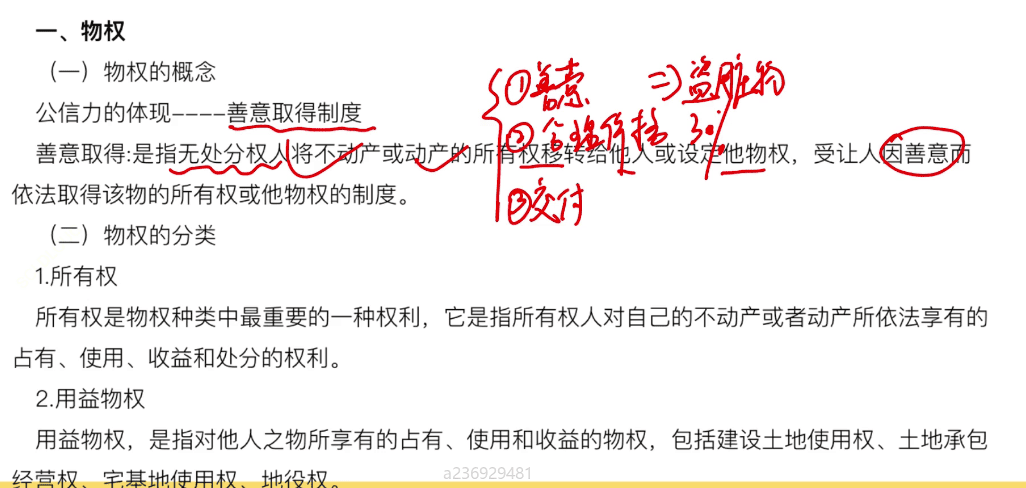 一、物权
（一）物权的概念
公信力的体现----善意取得制度
善意取得:是指无处分权人将不动产或动产的所有权移转给他人或设定他物权，受让人因善意而
依法取得该物的所有权或他物权的制度。
（二）物权的分类
1.所有权
所有权是物权种类中最重要的一种权利，它是指所有权人对自己的不动产或者动产所依法享有的
占有、使用、收益和处分的权利。
2.用益物权
用益物权，是指对他人之物所享有的占有、使用和收益的物权，包括建设土地使用权、土地承包
经营权、宅基地使用权、地役权。
①善意 => 盗脏物
② 合理
③交付
a236929481